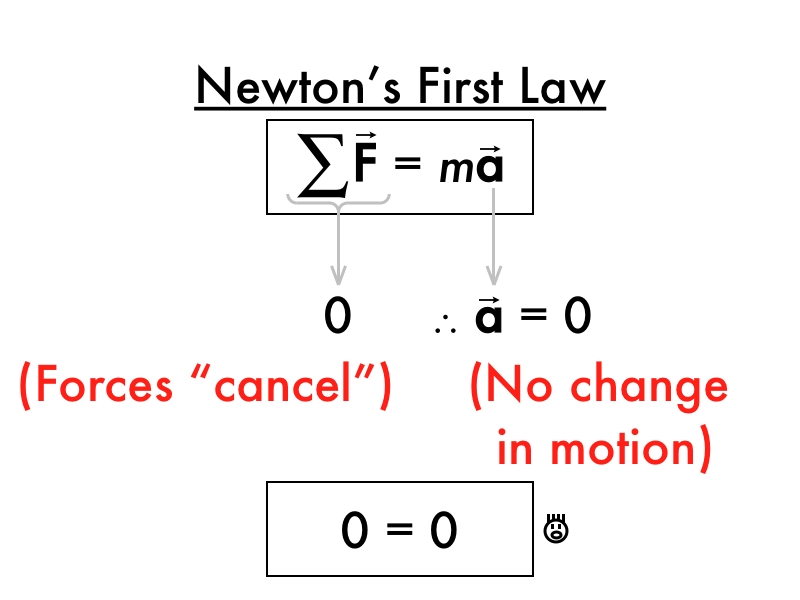 Newton’s First Law
∑F⃗ = ma⃗
0 ∴ a⃗ = 0
(Forces “cancel”) (No change
in motion)
0 = 0